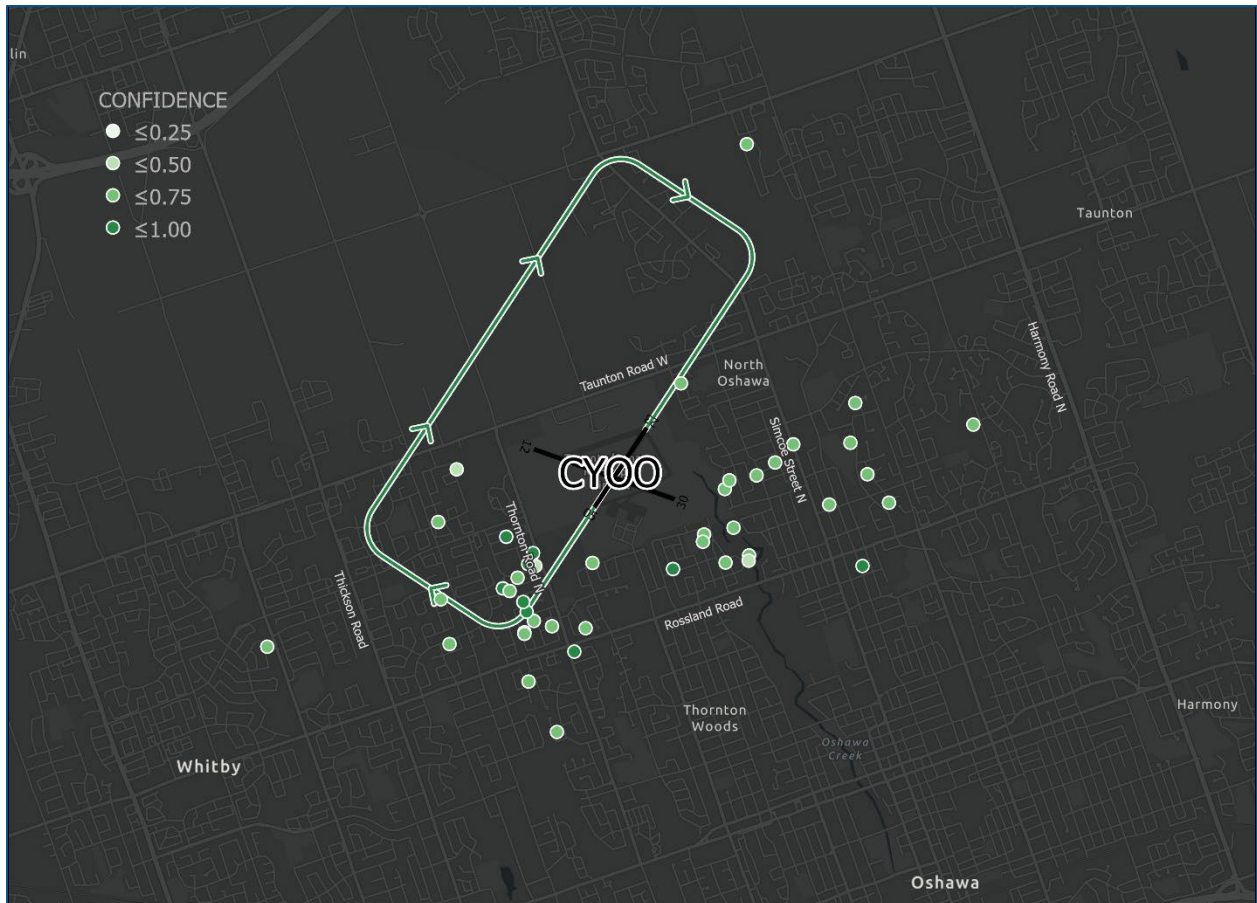 lin
CONFIDENCE
≤0.25
≤0.50
≤0.75
≤1.00
Taunton
Harmony Road N
Taunton Road W
North
Oshawa
Simcoe Street N
12
CYOO
30
Thornton Road N
Thickson Road
Rossland Road
Thornton
Woods
Harmony
Oshawa
Creek
Whitby
Oshawa